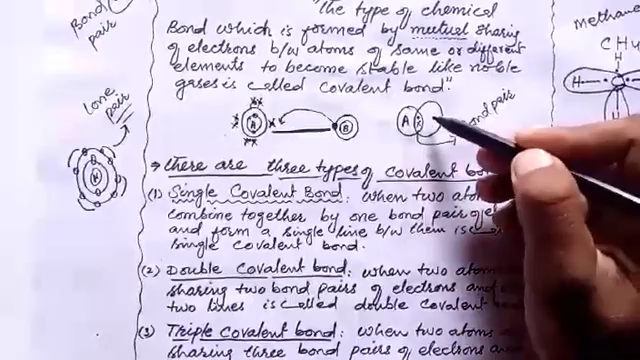 "The type of chemical
Bond which is formed by mutual sharing
of electrons b/w atoms of same or different
elements to become stable like noble
gases is called covalent bond".
Bond
pair
lone
pair
A
B
A
Bond pair
Methane
CH4
H
H
H
→ there are three types of covalent
(1) Single Covalent Bond: when two
combine together by one bond pair of
and form a single line b/w them is
single covalent bond.
(2) Double Covalent bond: when two
sharing two bond pairs of electrons and
two lines is called double covalent
(3) Triple Covalent bond: when two
sharing three bond pairs of electrons